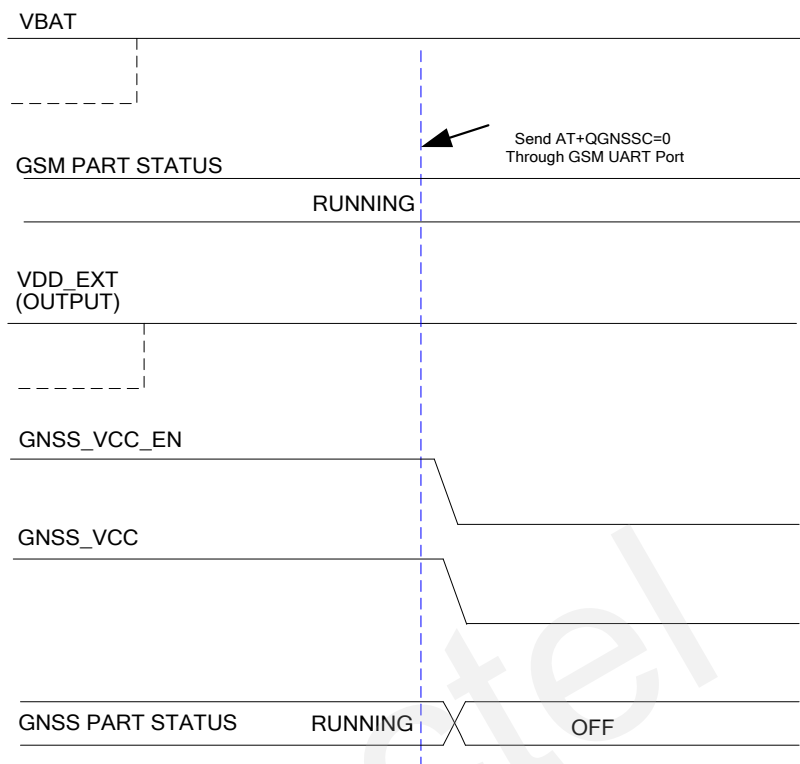 VBAT
Send AT+QGNSSC=0
Through GSM UART Port
GSM PART STATUS
RUNNING
VDD_EXT
(OUTPUT)
GNSS_VCC_EN
GNSS_VCC
GNSS PART STATUS RUNNING OFF
ctel